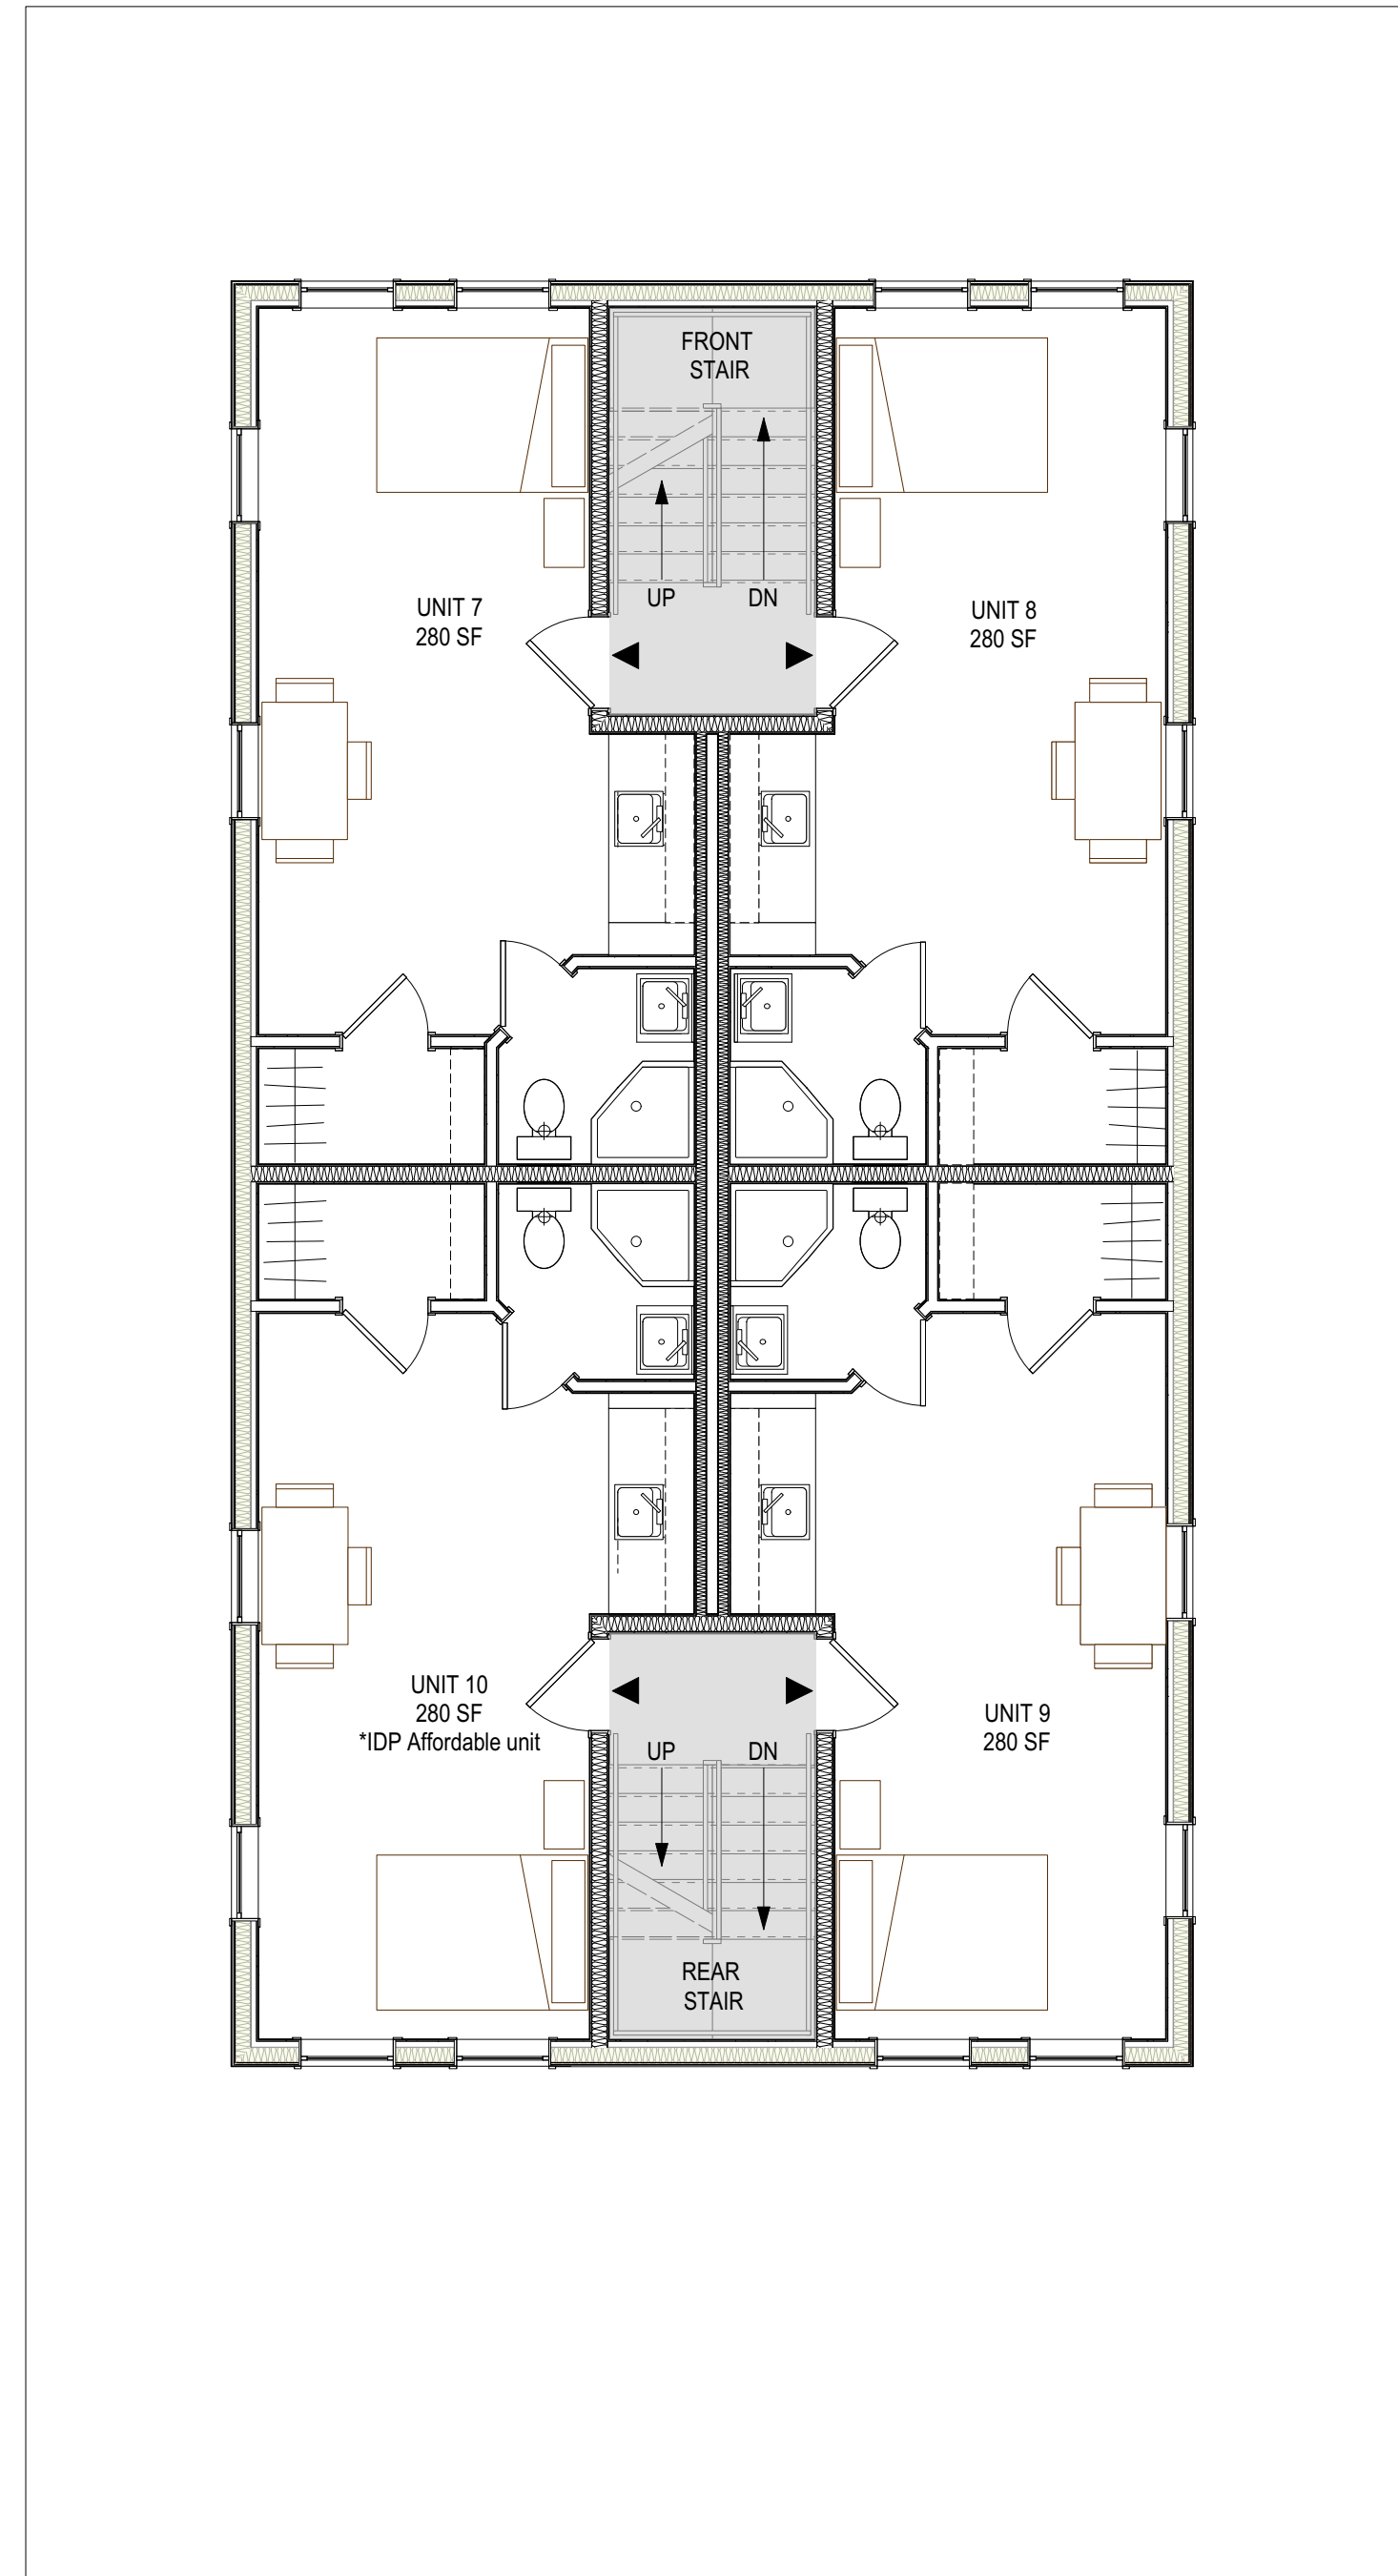 FRONT
STAIR
UP
DN
UNIT 7
280 SF
UNIT 8
280 SF
UNIT 10
280 SF
*IDP Affordable unit
UNIT 9
280 SF
UP
DN
REAR
STAIR